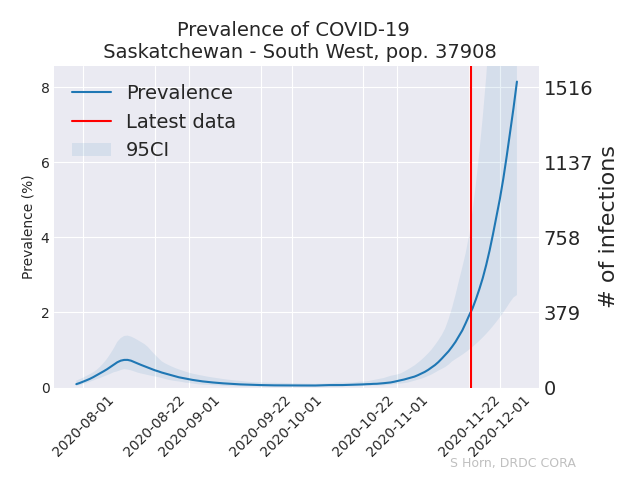 Prevalence of COVID-19
Saskatchewan - South West, pop. 37908
Prevalence
Latest data
95CI
Prevalence (%)
8
6
4
2
0
1516
1137
758
379
0
# of infections
2020-08-01
2020-08-22
2020-09-01
2020-09-22
2020-10-01
2020-10-22
2020-11-01
2020-11-22
2020-12-01
S Horn, DRDC CORA